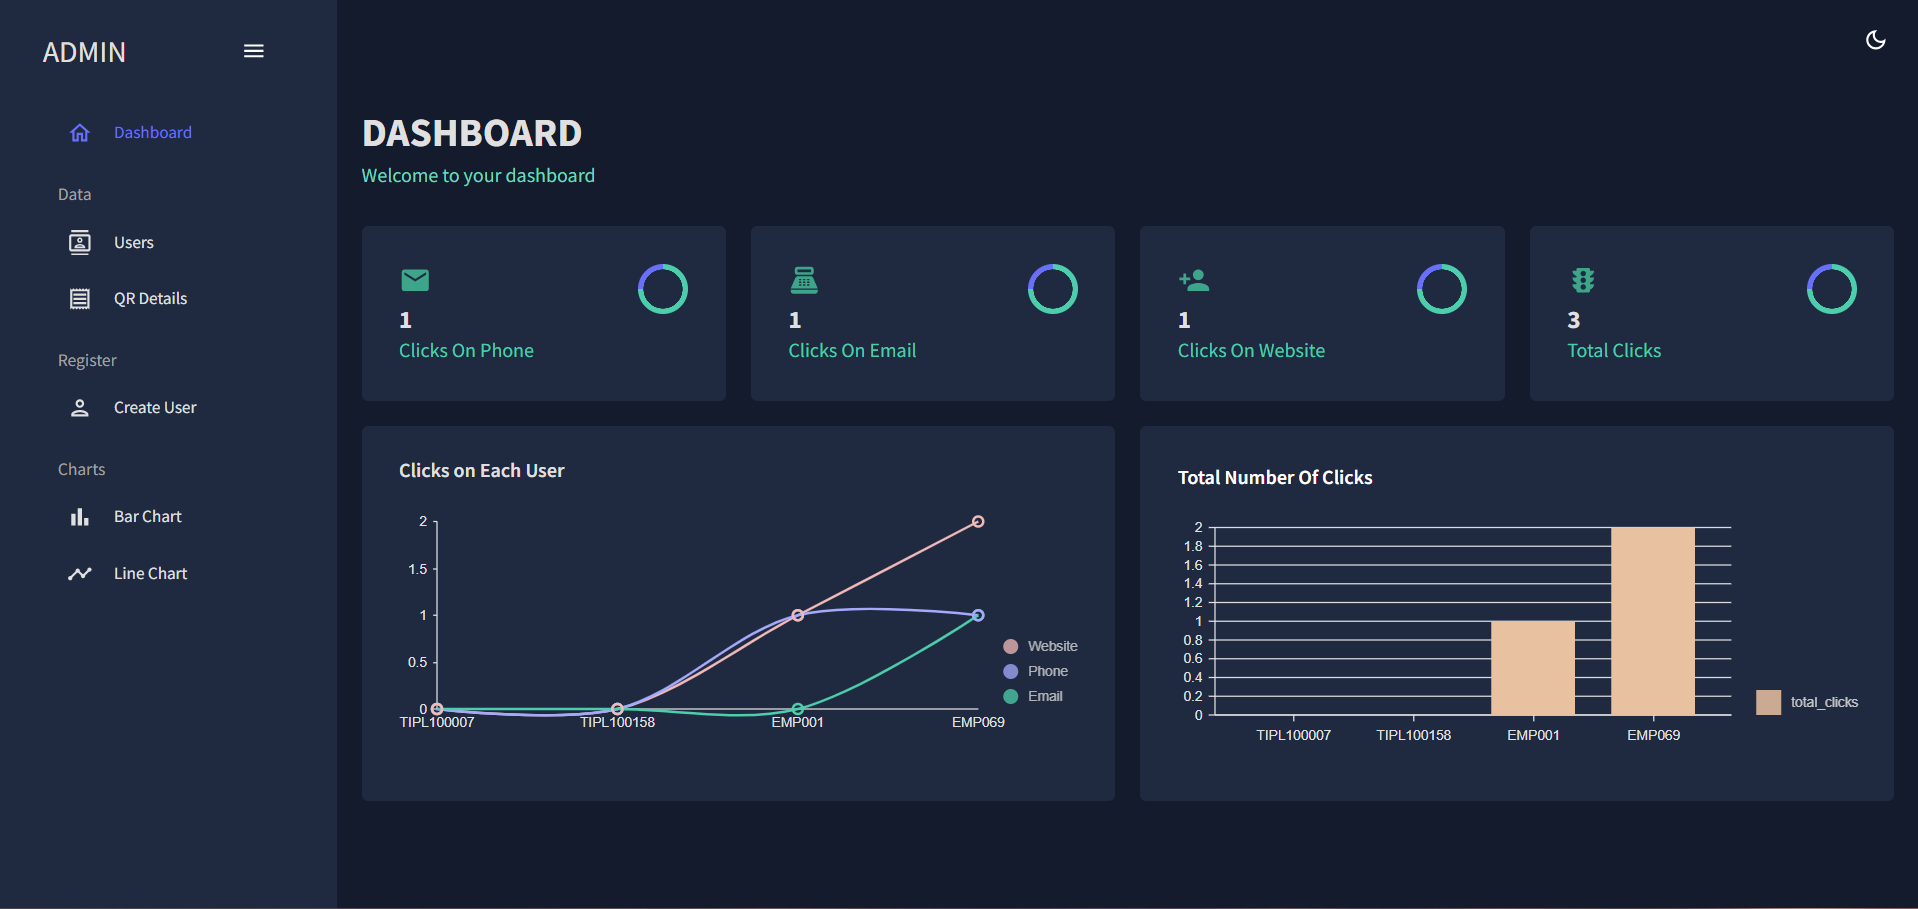 ADMIN
Dashboard
Data
Users
QR Details
Register
Create User
Charts
Bar Chart
Line Chart
DASHBOARD
Welcome to your dashboard
1
Clicks On Phone
1
Clicks On Email
1
Clicks On Website
3
Total Clicks
Clicks on Each User
2
1.5
1
0.5
0
TIPL100007 TIPL100158 EMP001 EMP069
Website
Phone
Email
Total Number Of Clicks
2
1.8
1.6
1.4
1.2
1
0.8
0.6
0.4
0.2
0
TIPL100007 TIPL100158 EMP001 EMP069
total_clicks